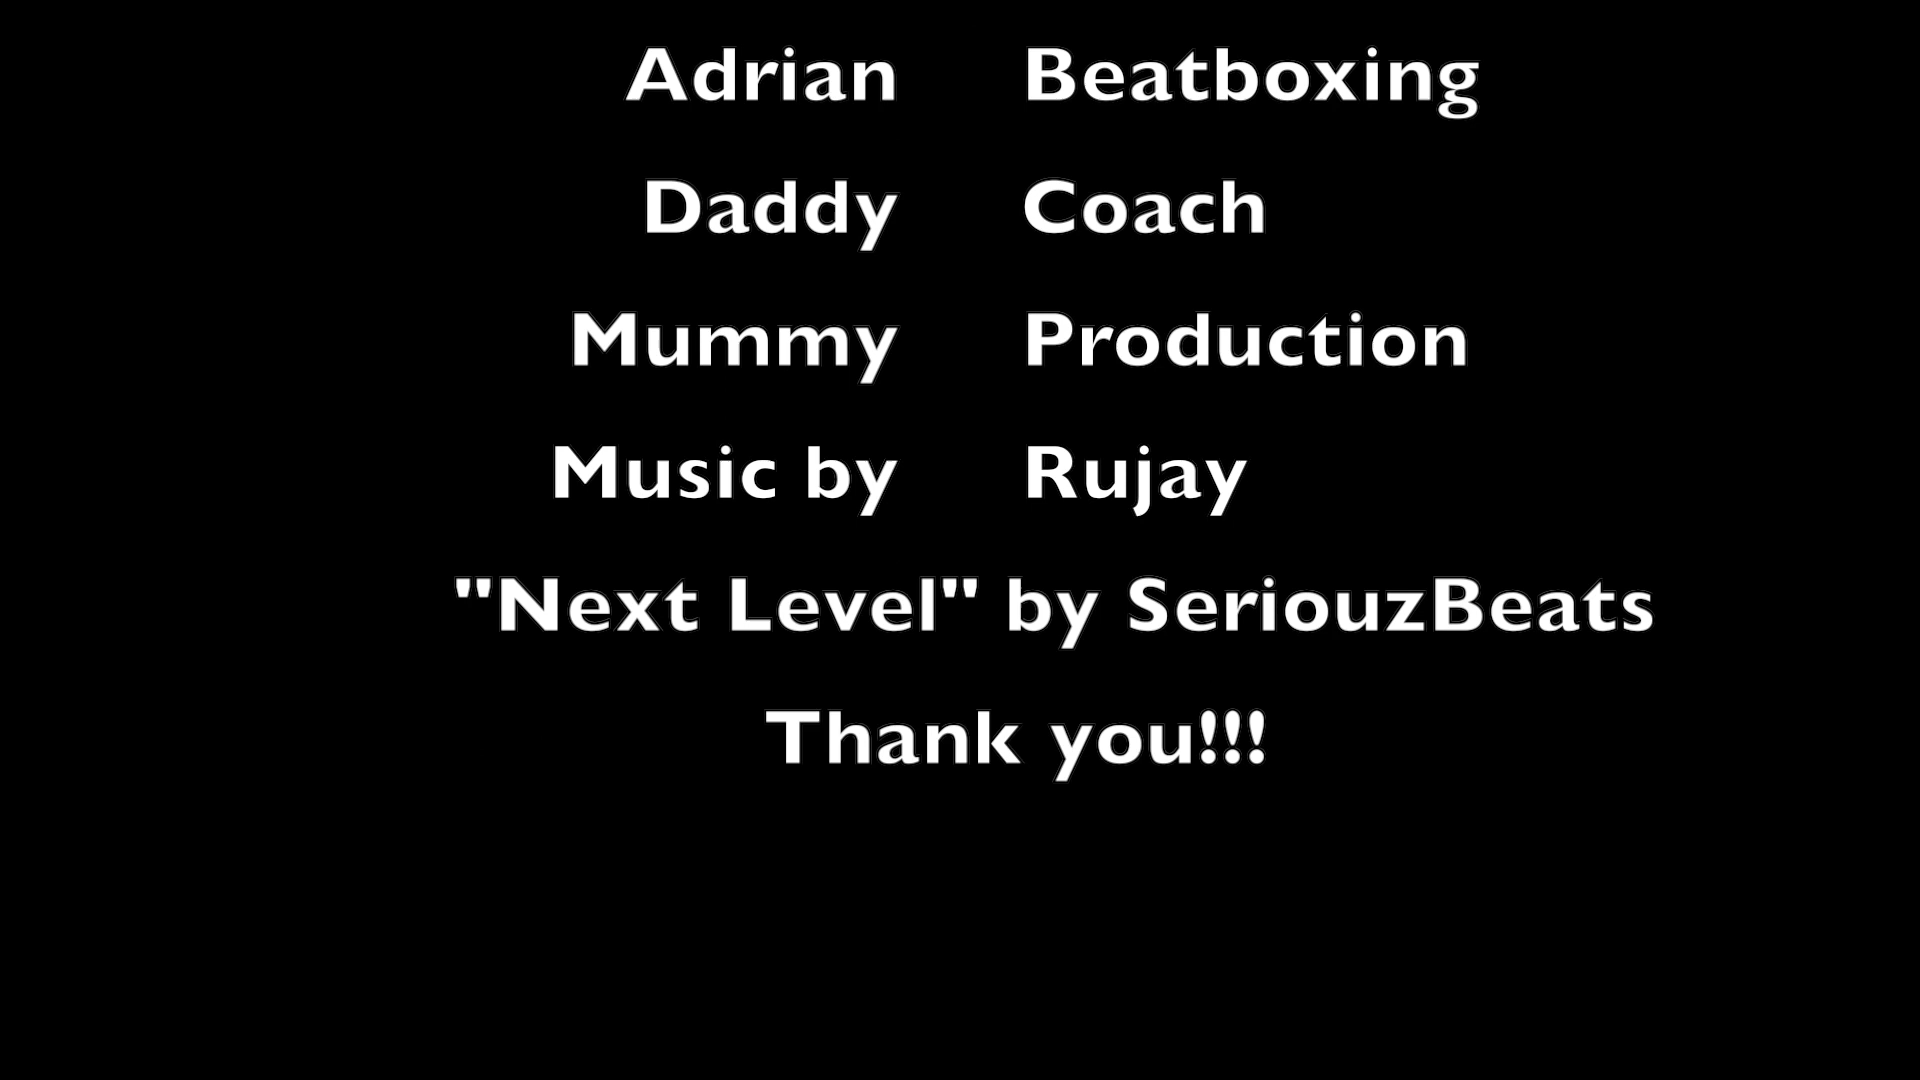 Adrian Beatboxing
Daddy Coach
Mummy Production
Music by Rujay
"Next Level" by SeriouzBeats
Thank you!!!